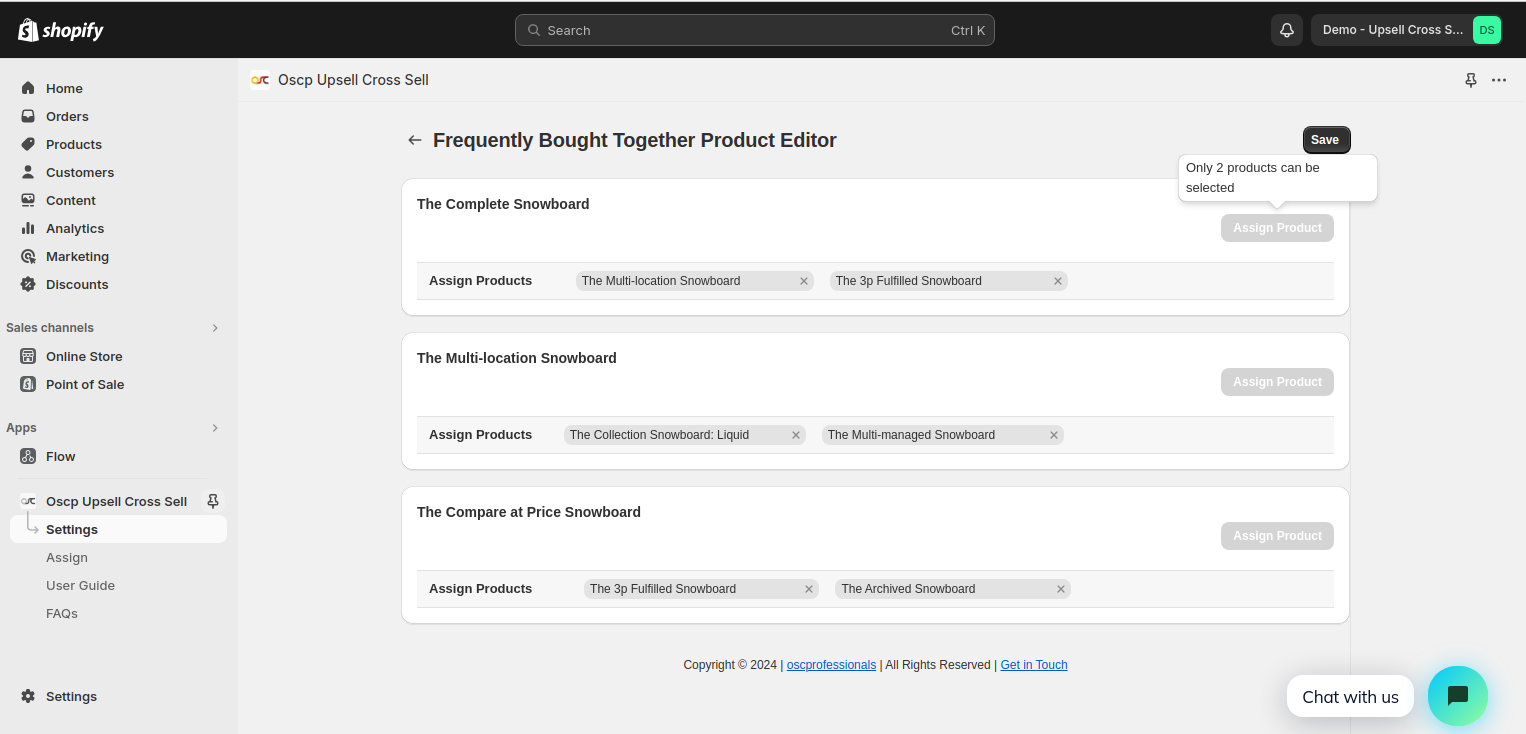 shopify
Search
Ctrl K
Demo - Upsell Cross S...
DS
Home
Orders
Products
Customers
Content
Analytics
Marketing
Discounts
Sales channels
Online Store
Point of Sale
Apps
Flow
Oscp Upsell Cross Sell
Settings
Assign
User Guide
FAQs
Settings
Oscp Upsell Cross Sell
Frequently Bought Together Product Editor
Save
Only 2 products can be
selected
The Complete Snowboard
Assign Product
Assign Products The Multi-location Snowboard The 3p Fulfilled Snowboard
The Multi-location Snowboard
Assign Product
Assign Products The Collection Snowboard: Liquid The Multi-managed Snowboard
The Compare at Price Snowboard
Assign Product
Assign Products The 3p Fulfilled Snowboard The Archived Snowboard
Copyright © 2024 | oscprofessionals | All Rights Reserved | Get in Touch
Chat with us